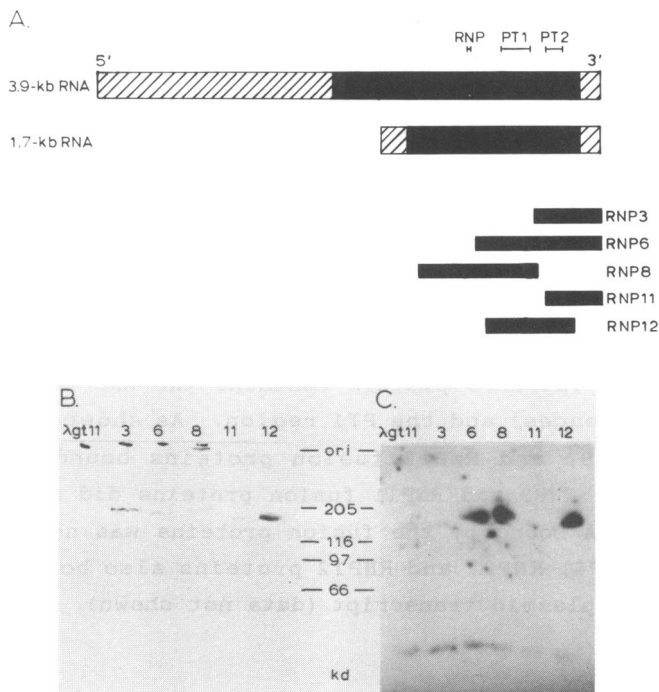 A.
RNP PT1 PT2
5' 3'
3.9-kb RNA
1.7-kb RNA
RNP3
RNP6
RNP8
RNP11
RNP12
B. C.
λgt11 3 6 8 11 12 λgt11 3 6 8 11 12
ori
205
116
97
66
kd